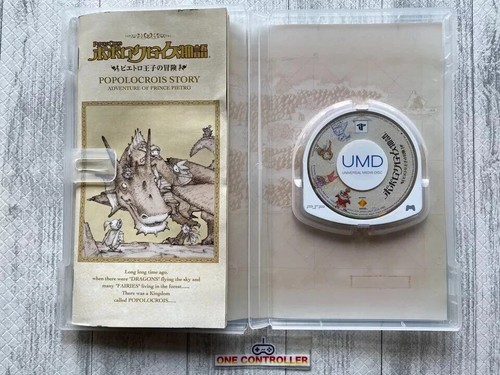 ポポロクロイス物語
ピエトロ王子の冒険
POPOLOCROIS STORY
ADVENTURE OF PRINCE PIETRO
Long long time ago,
when there were "DRAGONS" flying the sky and
many "FAIRIES" living in the forest......
There was a Kingdom
called POPOLOCROIS......
UMD
UNIVERSAL MEDIA DISC
PSP
ONE CONTROLLER